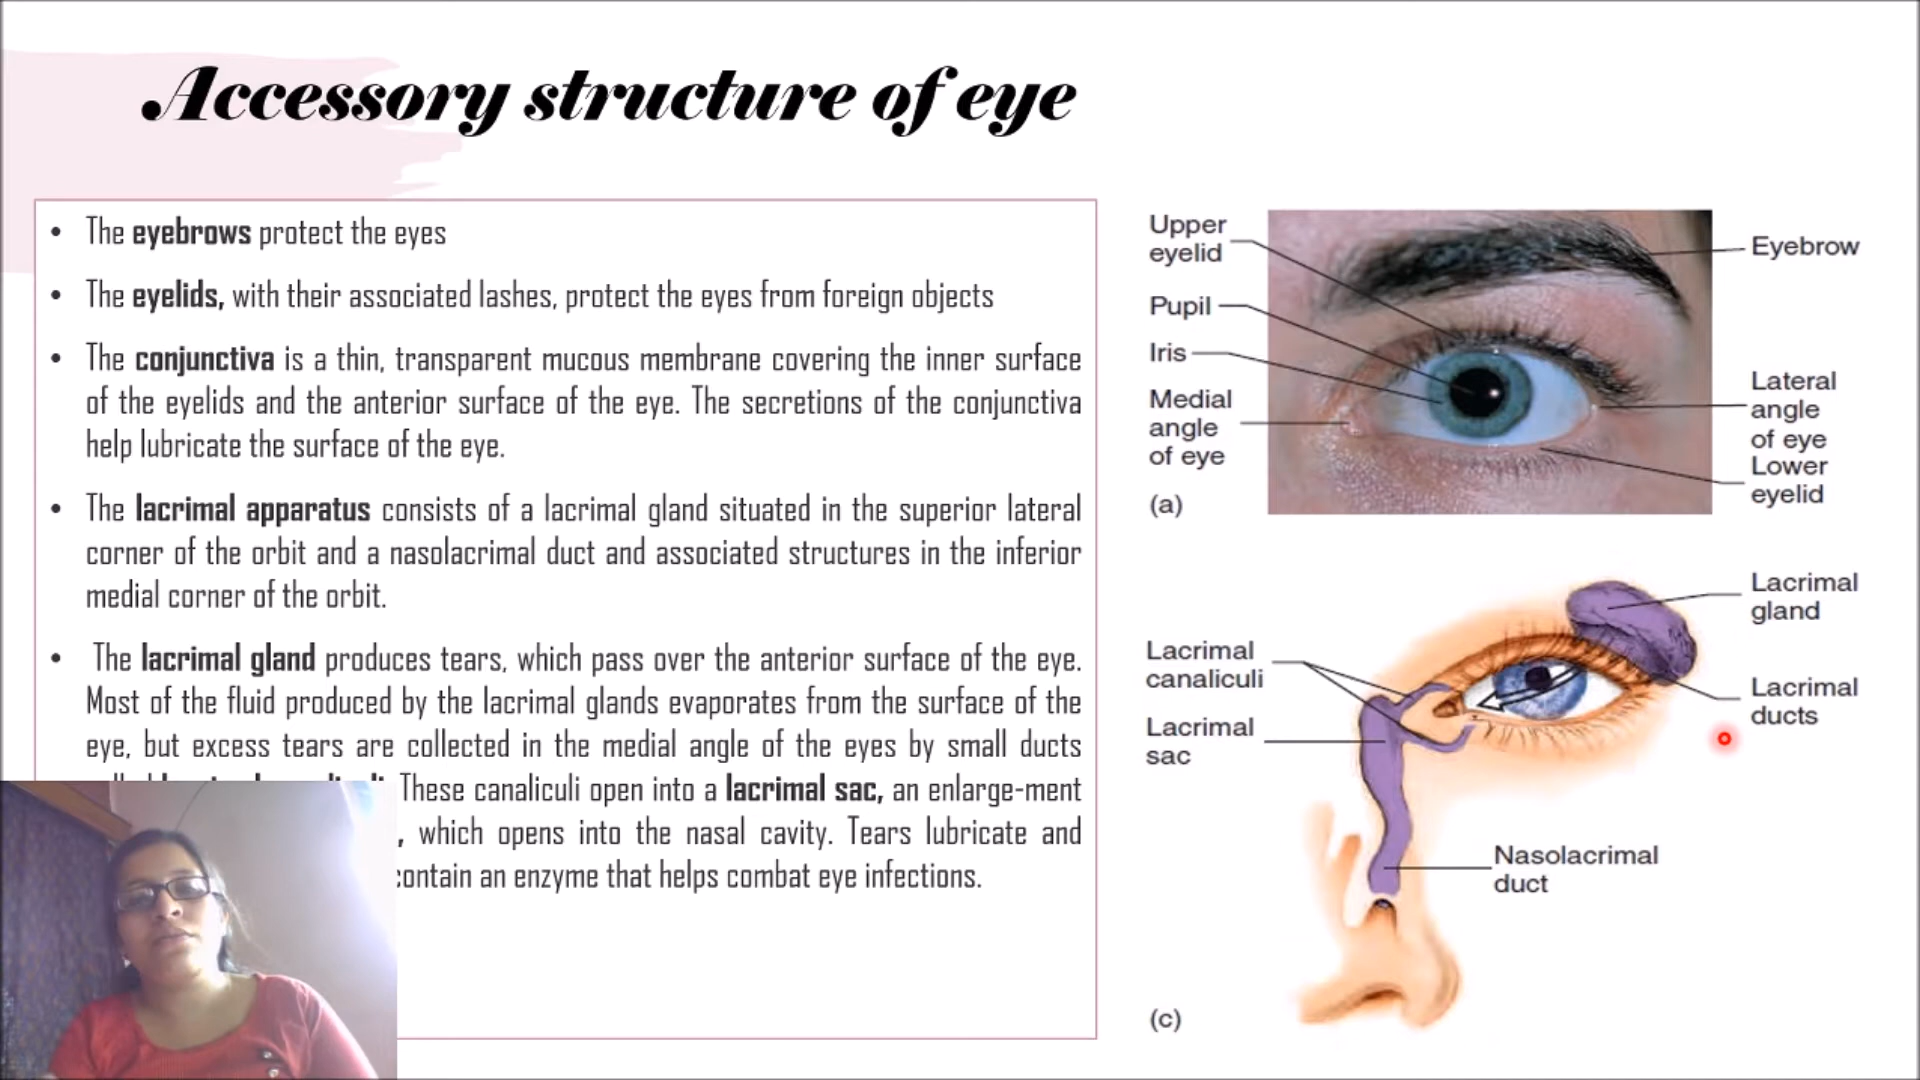 Accessory structure of eye
• The eyebrows protect the eyes
• The eyelids, with their associated lashes, protect the eyes from foreign objects
• The conjunctiva is a thin, transparent mucous membrane covering the inner surface
of the eyelids and the anterior surface of the eye. The secretions of the conjunctiva
help lubricate the surface of the eye.
• The lacrimal apparatus consists of a lacrimal gland situated in the superior lateral
corner of the orbit and a nasolacrimal duct and associated structures in the inferior
medial corner of the orbit.
• The lacrimal gland produces tears, which pass over the anterior surface of the eye.
Most of the fluid produced by the lacrimal glands evaporates from the surface of the
eye, but excess tears are collected in the medial angle of the eyes by small ducts
These canaliculi open into a lacrimal sac, an enlarge-ment
, which opens into the nasal cavity. Tears lubricate and
contain an enzyme that helps combat eye infections.
Upper
eyelid
Pupil
Iris
Medial
angle
of eye
(a)
Eyebrow
Lateral
angle
of eye
Lower
eyelid
Lacrimal
canaliculi
Lacrimal
sac
Lacrimal
gland
Lacrimal
ducts
Nasolacrimal
duct
(c)